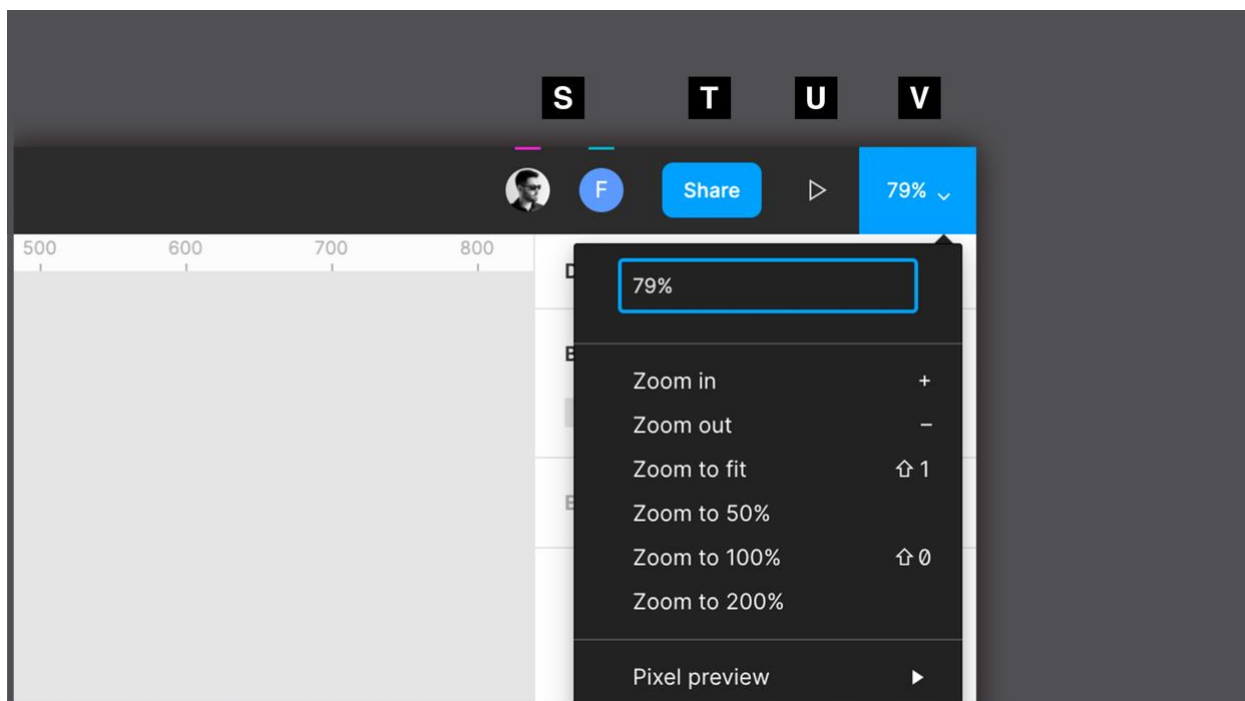 S T U V
F Share 79%
500 600 700 800
D
79%
B
Zoom in +
Zoom out −
Zoom to fit ⇧1
E
Zoom to 50%
Zoom to 100% ⇧0
Zoom to 200%
Pixel preview